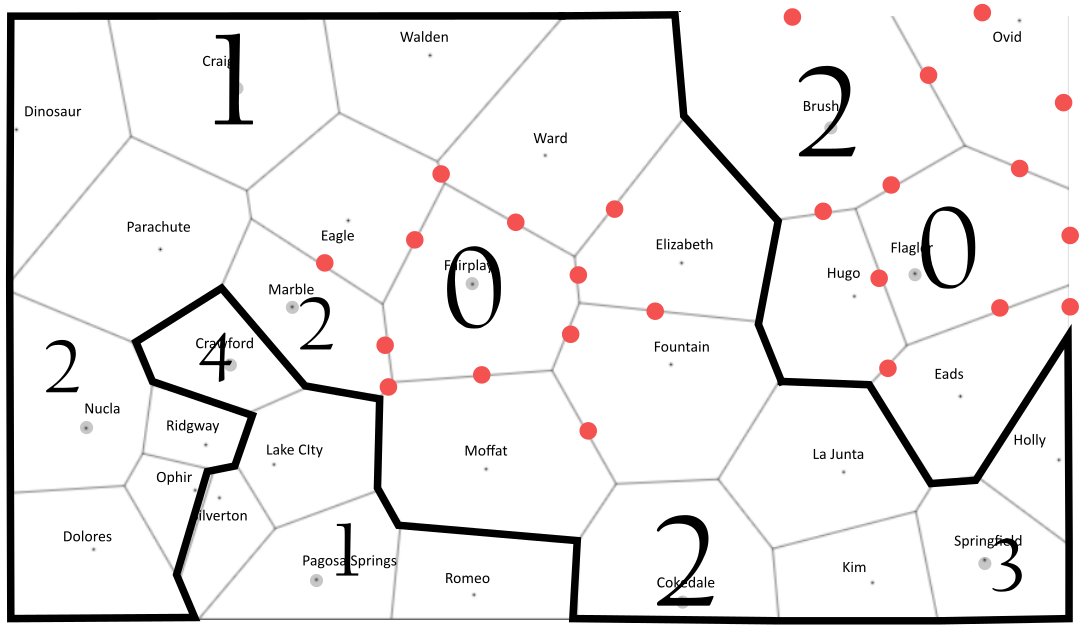 Walden
Ovid
1
Craig
2
Brush
Dinosaur
Ward
Parachute
Eagle
Elizabeth
Fairplay
0
Flagler
0
Hugo
Marble
2
Crawford
4
Fountain
2
Nucla
Eads
Ridgway
Lake CIty
Moffat
La Junta
Holly
Ophir
ilverton
Dolores
Pagosa Springs
1
Springfield
3
Romeo
Cokedale
2
Kim